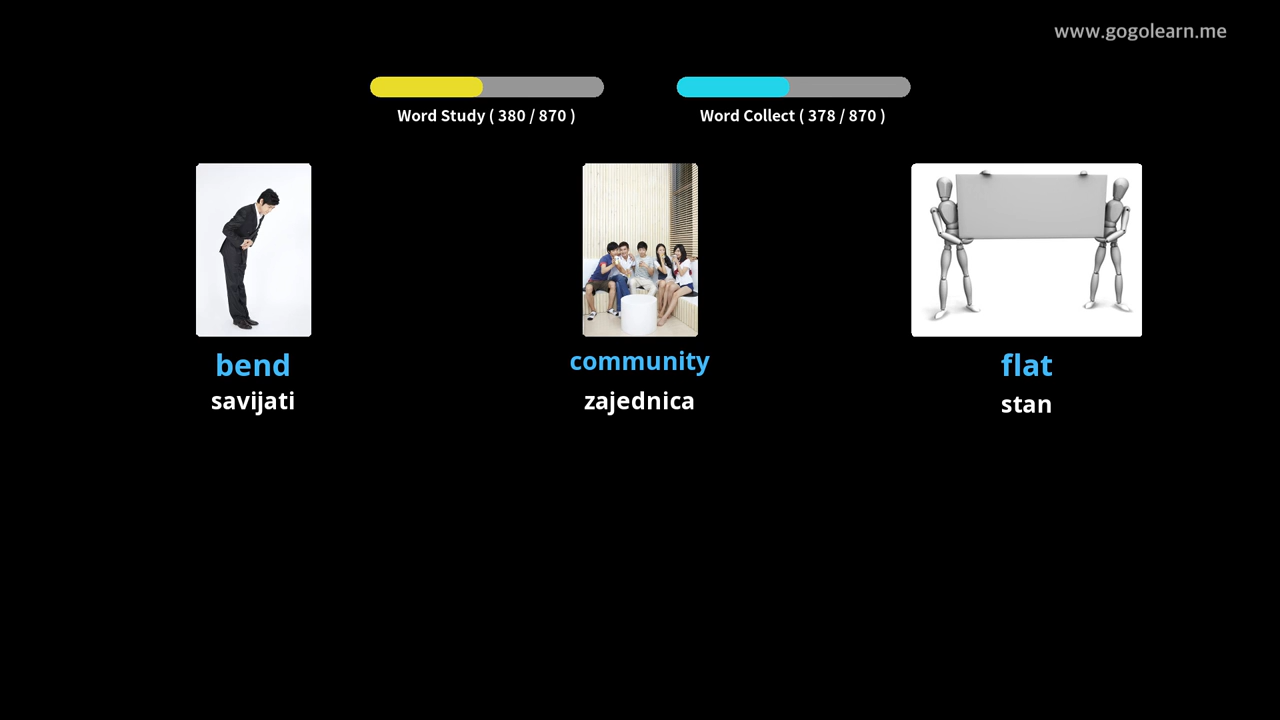 www.gogolearn.me
Word Study ( 380 / 870 )
Word Collect ( 378 / 870 )
bend
savijati
community
zajednica
flat
stan